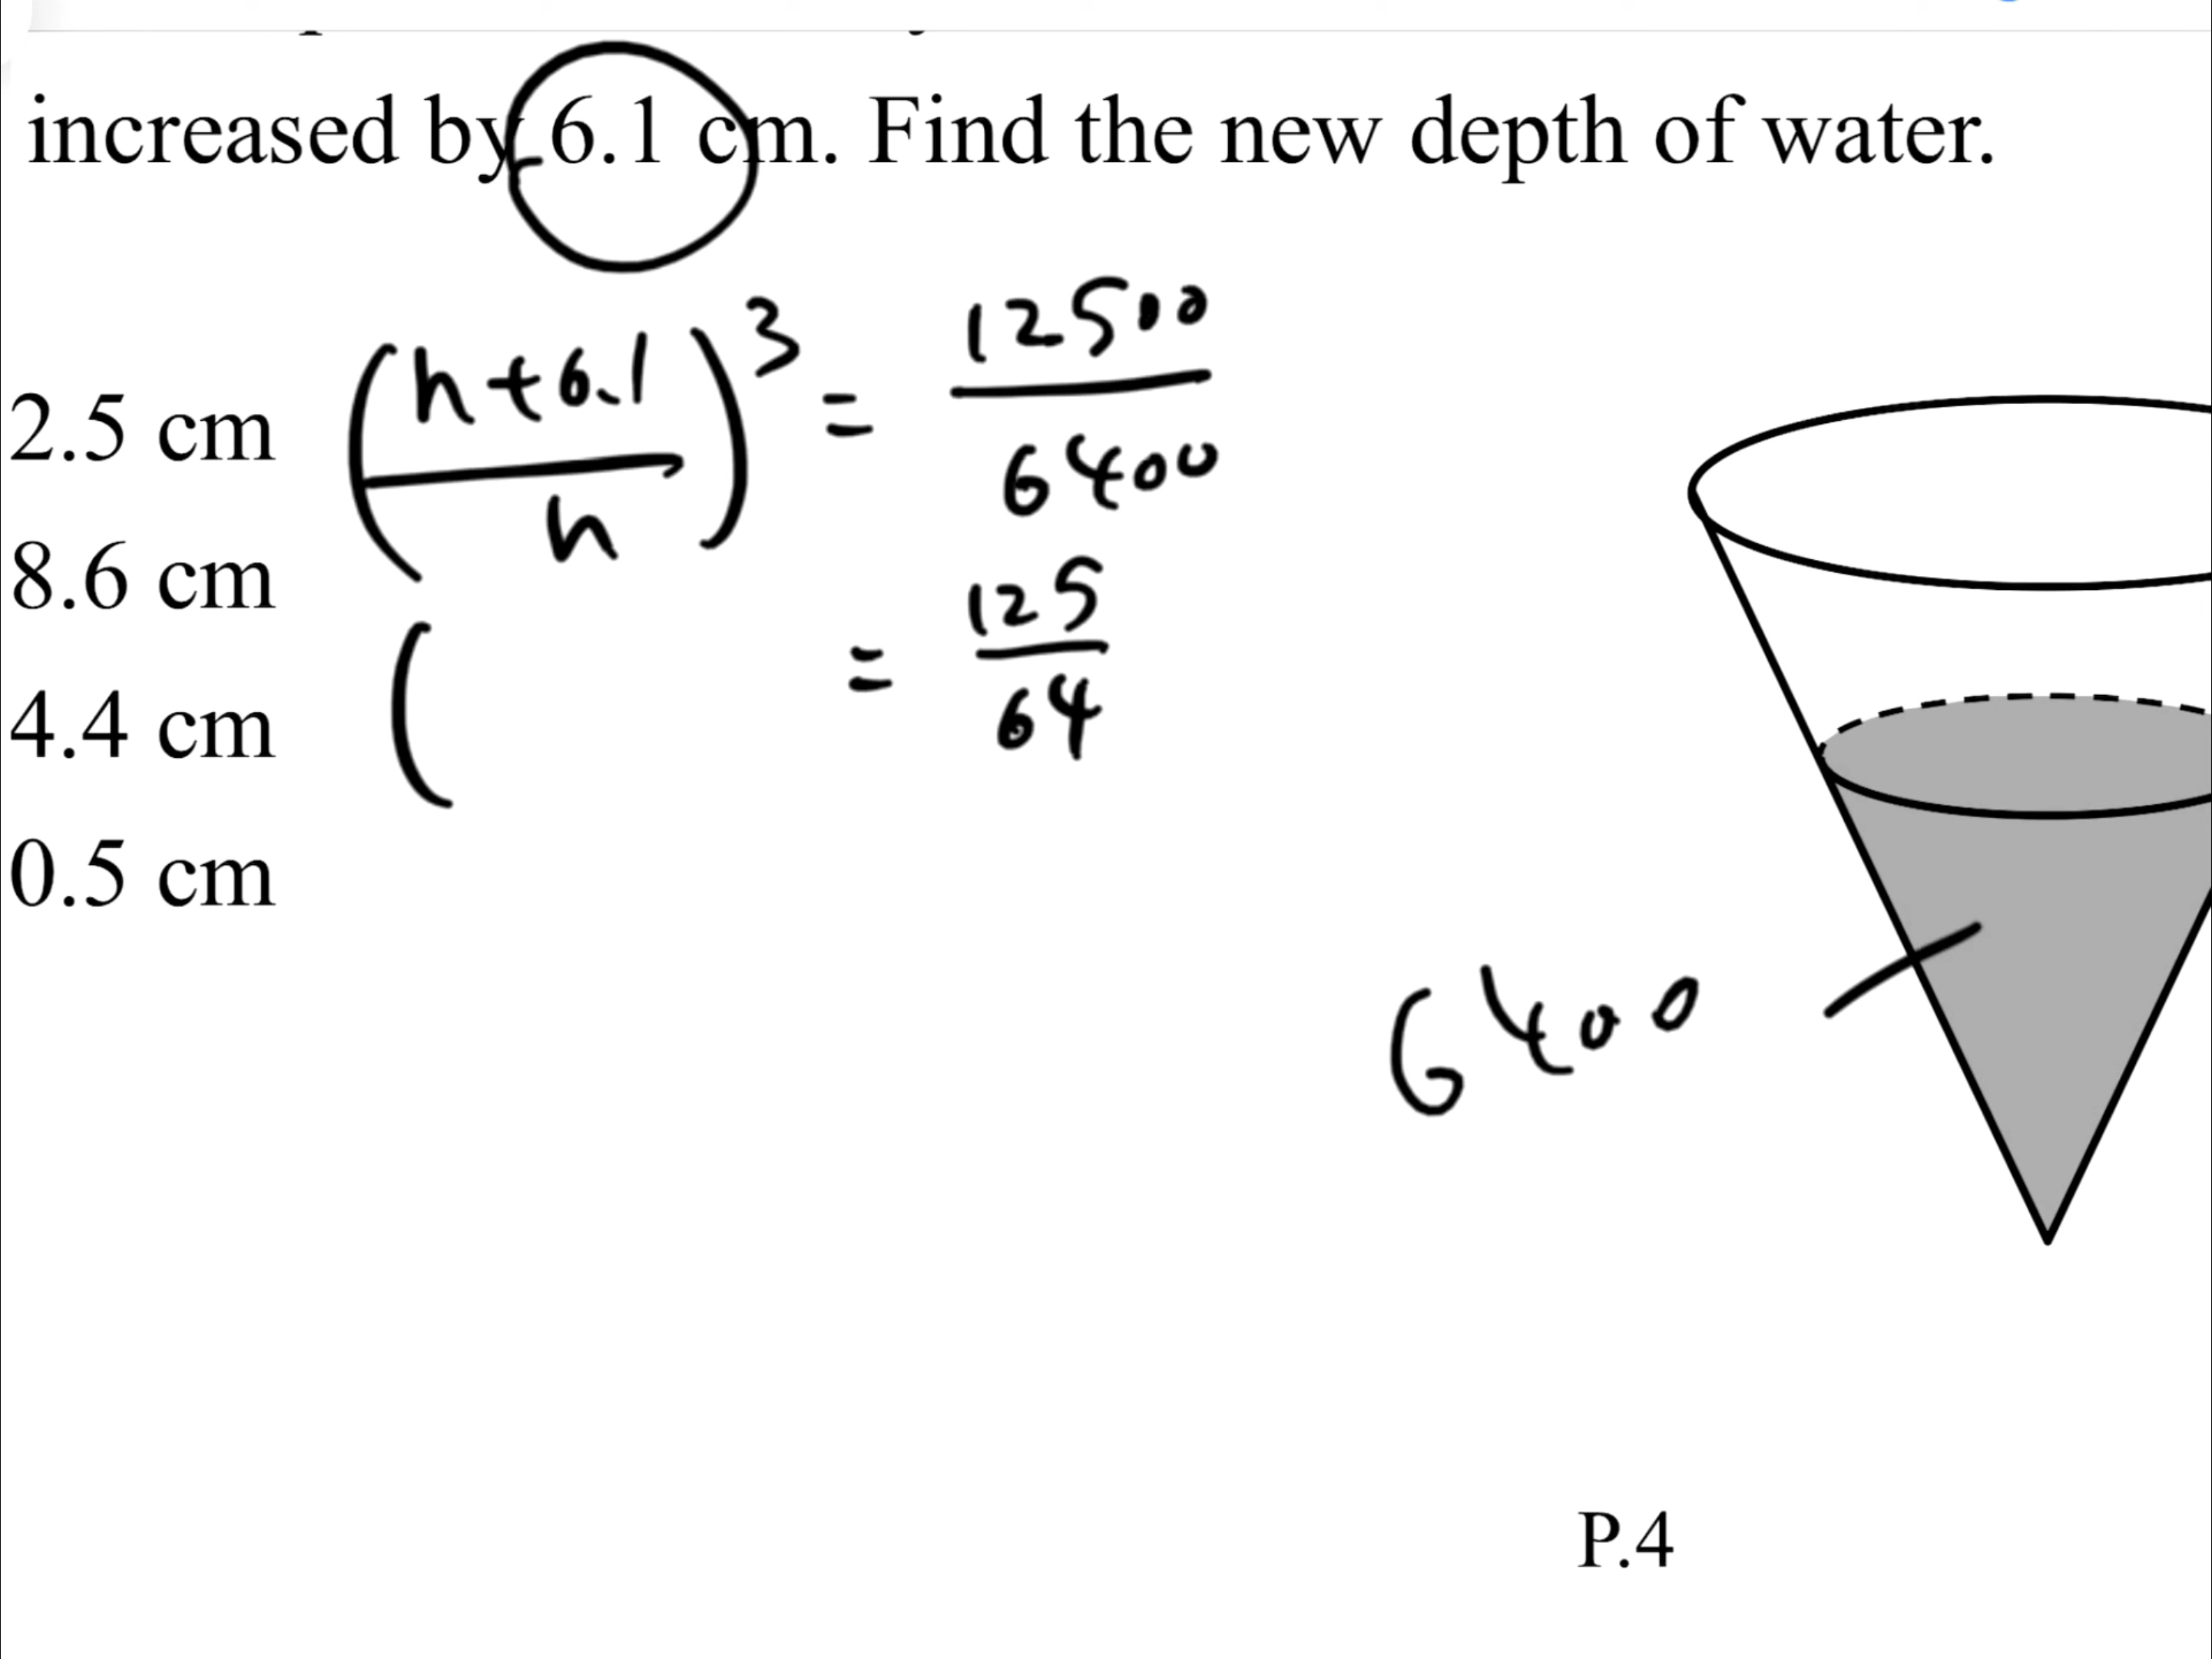 increased by 6.1 cm. Find the new depth of water.
2.5 cm
8.6 cm
4.4 cm
0.5 cm
(h+6.1/h)³ = 12500/6400
( = 125/64
6400
P.4